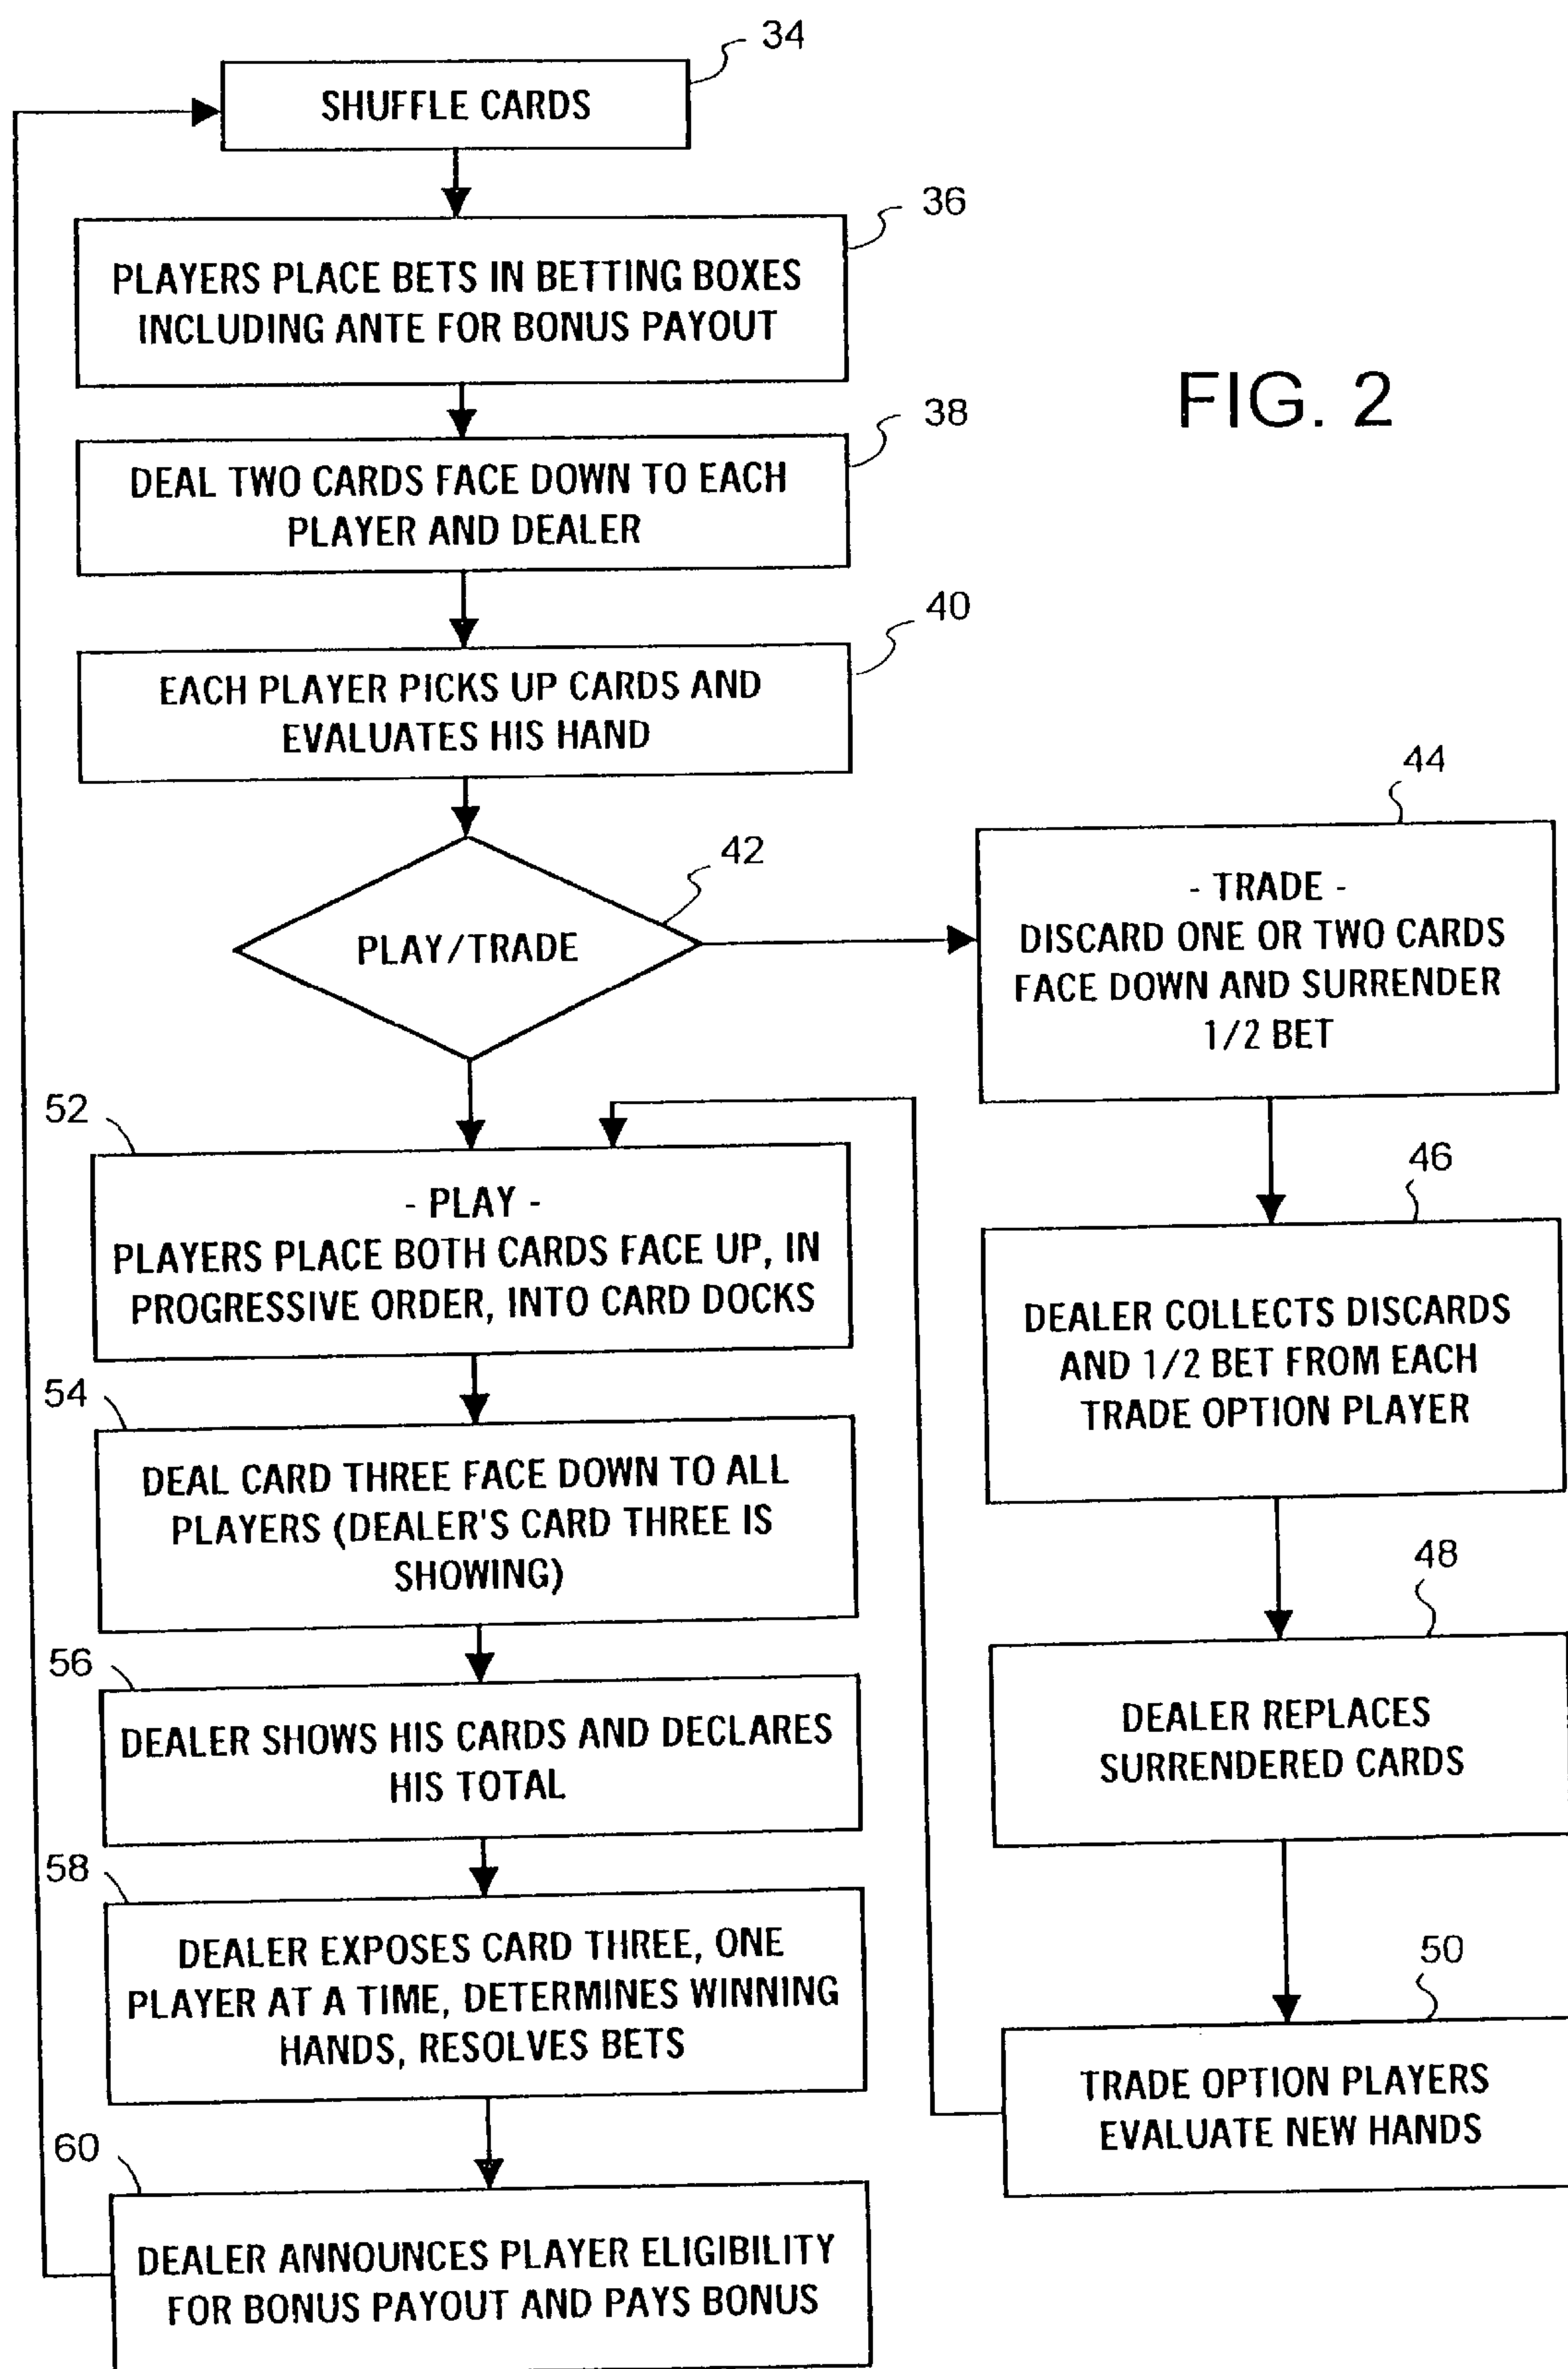 34
SHUFFLE CARDS
36
PLAYERS PLACE BETS IN BETTING BOXES
INCLUDING ANTE FOR BONUS PAYOUT
FIG. 2
38
DEAL TWO CARDS FACE DOWN TO EACH
PLAYER AND DEALER
40
EACH PLAYER PICKS UP CARDS AND
EVALUATES HIS HAND
42
PLAY/TRADE
44
- TRADE -
DISCARD ONE OR TWO CARDS
FACE DOWN AND SURRENDER
1/2 BET
46
DEALER COLLECTS DISCARDS
AND 1/2 BET FROM EACH
TRADE OPTION PLAYER
48
DEALER REPLACES
SURRENDERED CARDS
50
TRADE OPTION PLAYERS
EVALUATE NEW HANDS
52
- PLAY -
PLAYERS PLACE BOTH CARDS FACE UP, IN
PROGRESSIVE ORDER, INTO CARD DOCKS
54
DEAL CARD THREE FACE DOWN TO ALL
PLAYERS (DEALER'S CARD THREE IS
SHOWING)
56
DEALER SHOWS HIS CARDS AND DECLARES
HIS TOTAL
58
DEALER EXPOSES CARD THREE, ONE
PLAYER AT A TIME, DETERMINES WINNING
HANDS, RESOLVES BETS
60
DEALER ANNOUNCES PLAYER ELIGIBILITY
FOR BONUS PAYOUT AND PAYS BONUS